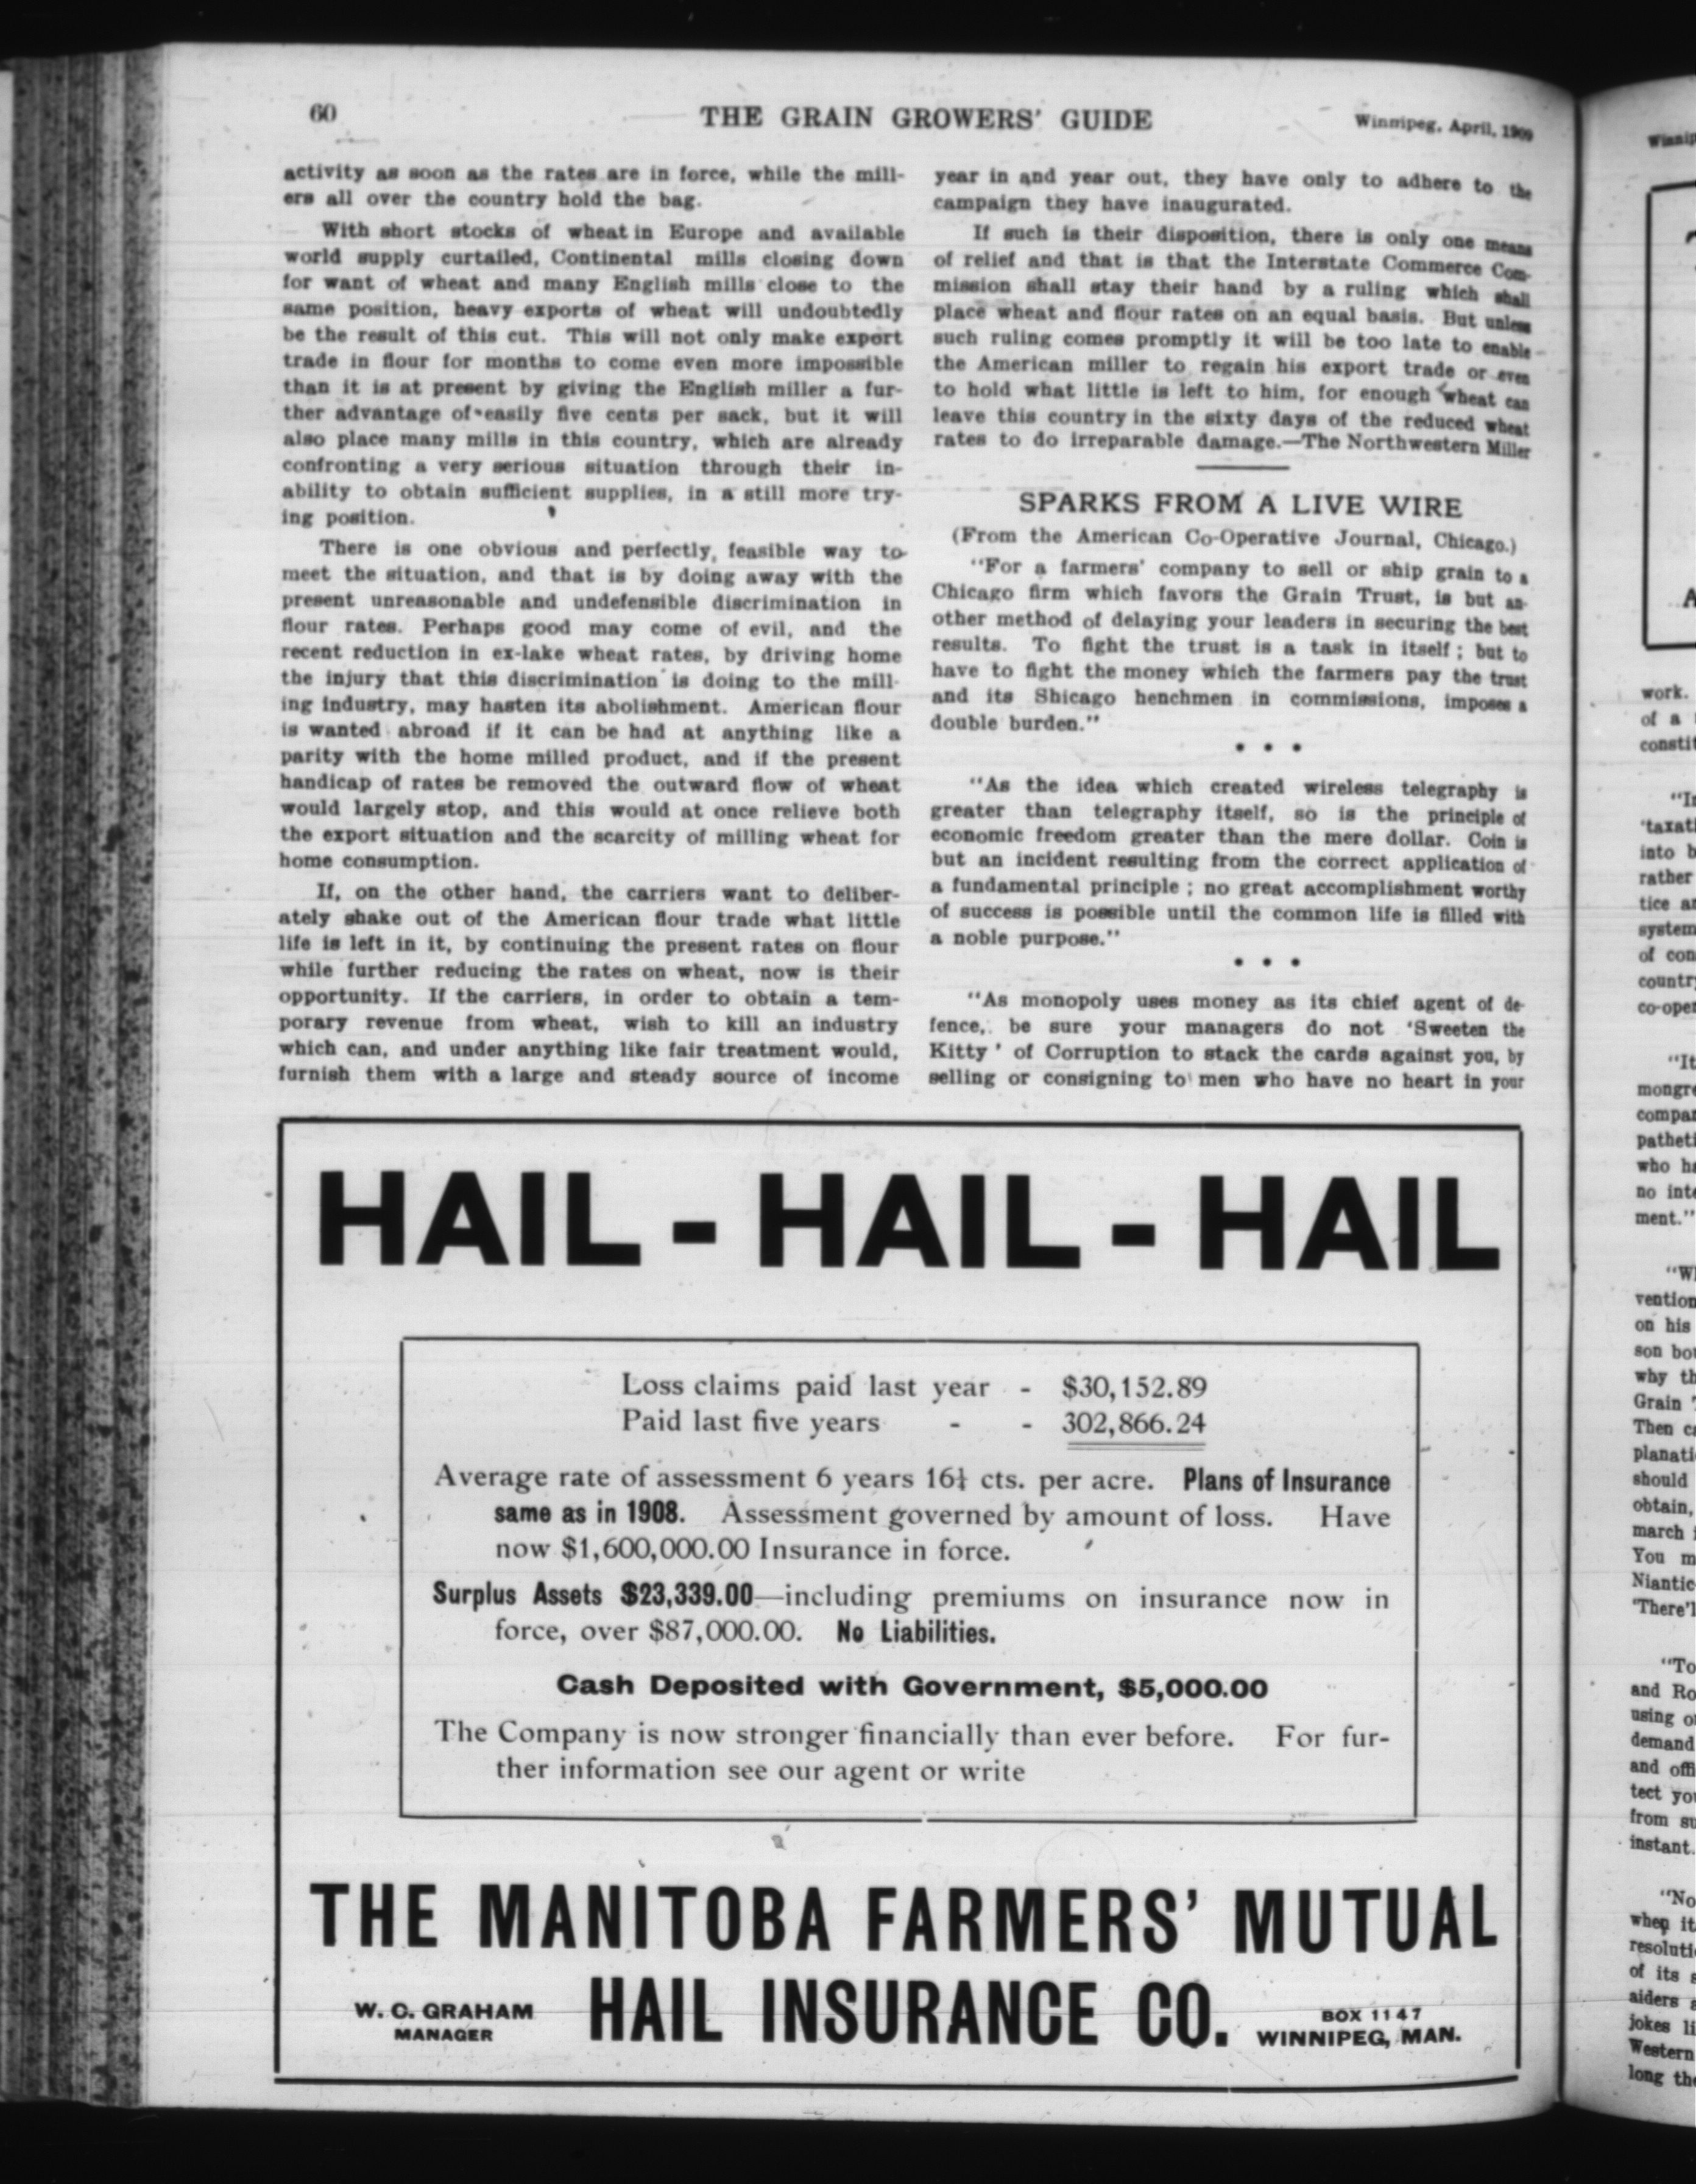 60
THE GRAIN GROWERS' GUIDE
Winnipeg, April, 1909
activity as soon as the rates are in force, while the mill-
ers all over the country hold the bag.
With short stocks of wheat in Europe and available
world supply curtailed, Continental mills closing down
for want of wheat and many English mills close to the
same position, heavy exports of wheat will undoubtedly
be the result of this cut. This will not only make export
trade in flour for months to come even more impossible
than it is at present by giving the English miller a fur-
ther advantage of easily five cents per sack, but it will
also place many mills in this country, which are already
confronting a very serious situation through their in-
ability to obtain sufficient supplies, in a still more try-
ing position.
There is one obvious and perfectly feasible way to
meet the situation, and that is by doing away with the
present unreasonable and undefensible discrimination in
flour rates. Perhaps good may come of evil, and the
recent reduction in ex-lake wheat rates, by driving home
the injury that this discrimination is doing to the mill-
ing industry, may hasten its abolishment. American flour
is wanted abroad if it can be had at anything like a
parity with the home milled product, and if the present
handicap of rates be removed the outward flow of wheat
would largely stop, and this would at once relieve both
the export situation and the scarcity of milling wheat for
home consumption.
If, on the other hand, the carriers want to deliber-
ately shake out of the American flour trade what little
life is left in it, by continuing the present rates on flour
while further reducing the rates on wheat, now is their
opportunity. If the carriers, in order to obtain a tem-
porary revenue from wheat, wish to kill an industry
which can, and under anything like fair treatment would,
furnish them with a large and steady source of income
year in and year out, they have only to adhere to the
campaign they have inaugurated.
If such is their disposition, there is only one means
of relief and that is that the Interstate Commerce Com-
mission shall stay their hand by a ruling which shall
place wheat and flour rates on an equal basis. But unless
such ruling comes promptly it will be too late to enable
the American miller to regain his export trade or even
to hold what little is left to him, for enough wheat can
leave this country in the sixty days of the reduced wheat
rates to do irreparable damage.—The Northwestern Miller
SPARKS FROM A LIVE WIRE
(From the American Co-Operative Journal, Chicago.)
"For a farmers' company to sell or ship grain to a
Chicago firm which favors the Grain Trust, is but an-
other method of delaying your leaders in securing the best
results. To fight the trust is a task in itself; but to
have to fight the money which the farmers pay the trust
and its Shicago henchmen in commissions, imposes a
double burden."
• • •
"As the idea which created wireless telegraphy is
greater than telegraphy itself, so is the principle of
economic freedom greater than the mere dollar. Coin is
but an incident resulting from the correct application of
a fundamental principle; no great accomplishment worthy
of success is possible until the common life is filled with
a noble purpose."
• • •
"As monopoly uses money as its chief agent of de-
fence, be sure your managers do not 'Sweeten the
Kitty' of Corruption to stack the cards against you, by
selling or consigning to men who have no heart in your
HAIL - HAIL - HAIL
Loss claims paid last year - $30,152.89
Paid last five years - - 302,866.24
Average rate of assessment 6 years 16¼ cts. per acre. Plans of Insurance
same as in 1908. Assessment governed by amount of loss. Have
now $1,600,000.00 Insurance in force.
Surplus Assets $23,339.00—including premiums on insurance now in
force, over $87,000.00. No Liabilities.
Cash Deposited with Government, $5,000.00
The Company is now stronger financially than ever before. For fur-
ther information see our agent or write
THE MANITOBA FARMERS' MUTUAL
HAIL INSURANCE CO.
W. C. GRAHAM
MANAGER
BOX 1147
WINNIPEG, MAN.
work.
of a
into b
rather
tice
system
of
who
no
ment."
on his
why
Grain
Then
should
obtain,
march
You
Niantic
"To
and
using
demand
and
from
instant.
"No
when it
of its
aiders
jokes
Western
long